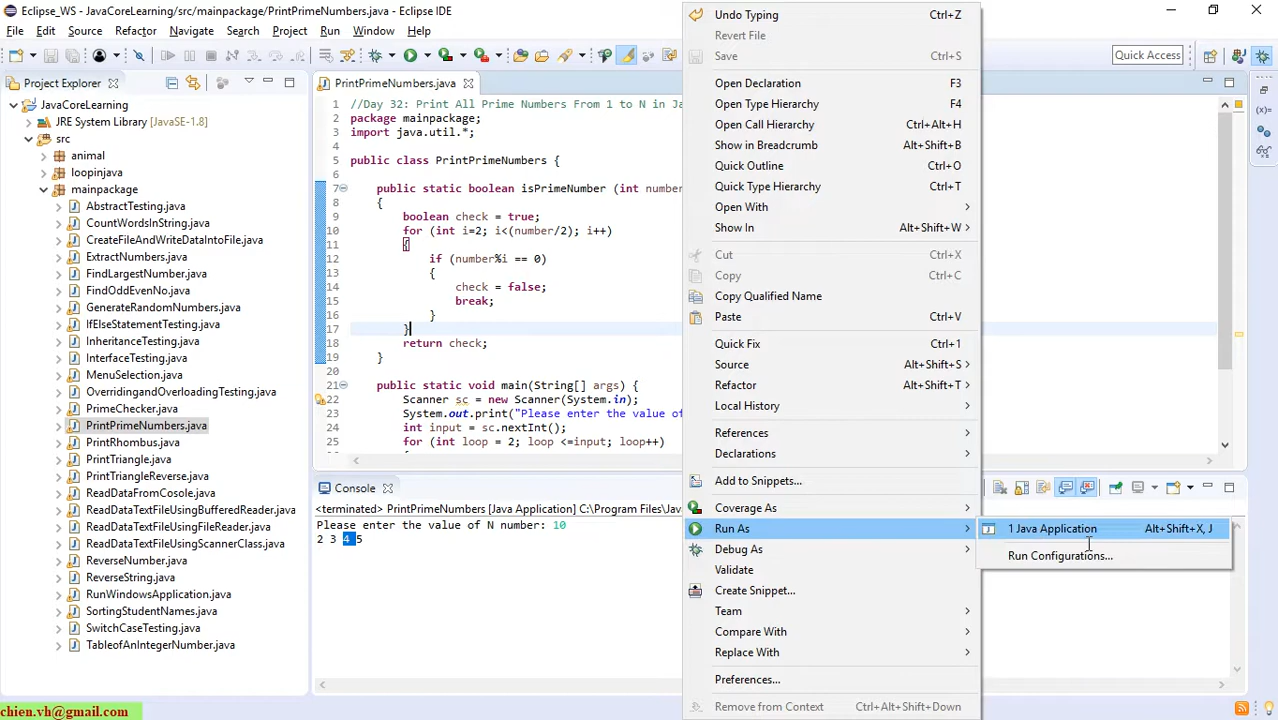 Eclipse_WS - JavaCoreLearning/src/mainpackage/PrintPrimeNumbers.java - Eclipse IDE
File Edit Source Refactor Navigate Search Project Run Window Help
Quick Access
Project Explorer
JavaCoreLearning
JRE System Library [JavaSE-1.8]
src
animal
loopinjava
mainpackage
AbstractTesting.java
CountWordsInString.java
CreateFileAndWriteDataIntoFile.java
ExtractNumbers.java
FindLargestNumber.java
FindOddEvenNo.java
GenerateRandomNumbers.java
IfElseStatementTesting.java
InheritanceTesting.java
InterfaceTesting.java
MenuSelection.java
OverridingandOverloadingTesting.java
PrimeChecker.java
PrintPrimeNumbers.java
PrintRhombus.java
PrintTriangle.java
PrintTriangleReverse.java
ReadDataFromCosole.java
ReadDataFileUsingBufferedReader.java
ReadDataFileUsingFileReader.java
ReadDataFileUsingScannerClass.java
ReverseNumber.java
ReverseString.java
RunWindowsApplication.java
SortingStudentNames.java
SwitchCaseTesting.java
TableofAnIntegerNumber.java
PrintPrimeNumbers.java
1 //Day 32: Print All Prime Numbers From 1 to N in Ja
2 package mainpackage;
3 import java.util.*;
4
5 public class PrintPrimeNumbers {
6
7 public static boolean isPrimeNumber (int number
8 {
9 boolean check = true;
10 for (int i=2; i<(number/2); i++)
11 {
12 if (number%i == 0)
13 {
14 check = false;
15 break;
16 }
17 }
18 return check;
19 }
20
21 public static void main(String[] args) {
22 Scanner sc = new Scanner(System.in);
23 System.out.print("Please enter the value of
24 int input = sc.nextInt();
25 for (int loop = 2; loop <=input; loop++)
Console
<terminated> PrintPrimeNumbers [Java Application] C:\Program Files\Java
Please enter the value of N number: 10
2 3 4 5
Undo Typing Ctrl+Z
Revert File
Save Ctrl+S
Open Declaration F3
Open Type Hierarchy F4
Open Call Hierarchy Ctrl+Alt+H
Show in Breadcrumb Alt+Shift+B
Quick Outline Ctrl+O
Quick Type Hierarchy Ctrl+T
Open With
Show In Alt+Shift+W
Cut Ctrl+X
Copy Ctrl+C
Copy Qualified Name
Paste Ctrl+V
Quick Fix Ctrl+1
Source Alt+Shift+S
Refactor Alt+Shift+T
Local History
References
Declarations
Add to Snippets...
Coverage As
Run As
Debug As
Validate
Create Snippet...
Team
Compare With
Replace With
Preferences...
Remove from Context Ctrl+Alt+Shift+Down
1 Java Application Alt+Shift+X, J
Run Configurations...
chien.vh@gmail.com